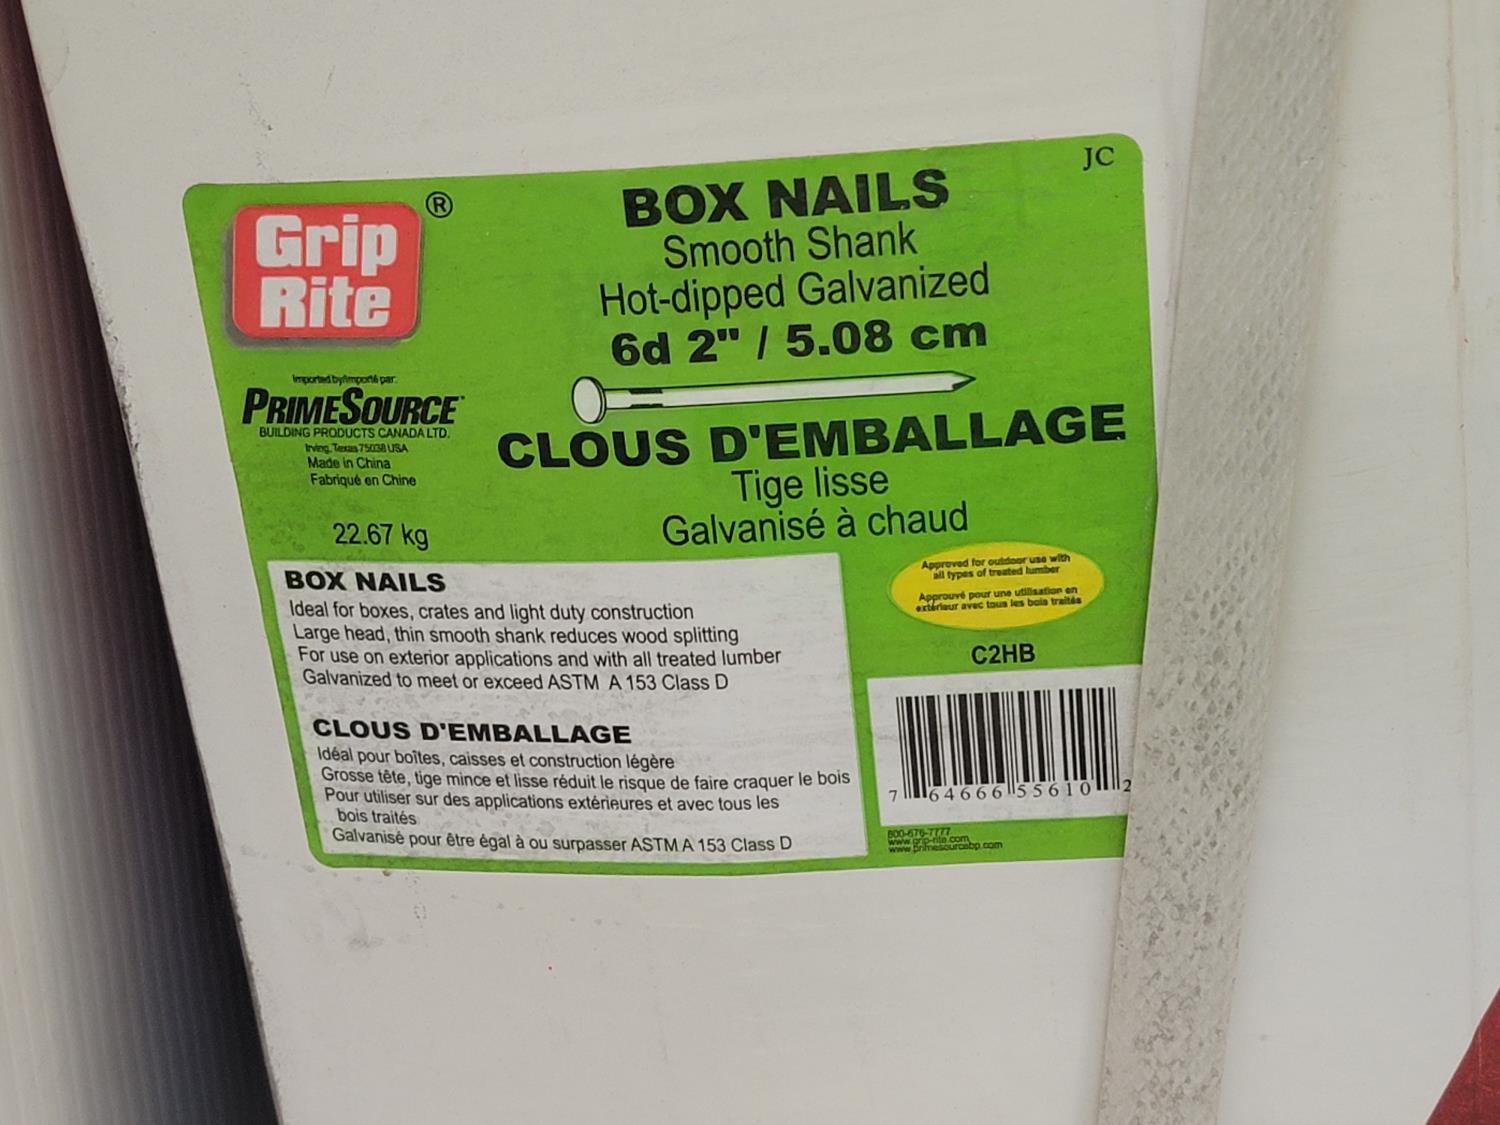 JC
Grip
Rite
®
BOX NAILS
Smooth Shank
Hot-dipped Galvanized
6d 2" / 5.08 cm
Imported by/Importé par:
PRIMESOURCE
BUILDING PRODUCTS CANADA LTD.
Irving, Texas 75038 USA
Made in China
Fabriqué en Chine
22.67 kg
CLOUS D'EMBALLAGE
Tige lisse
Galvanisé à chaud
BOX NAILS
Ideal for boxes, crates and light duty construction
Large head, thin smooth shank reduces wood splitting
For use on exterior applications and with all treated lumber
Galvanized to meet or exceed ASTM A 153 Class D
CLOUS D'EMBALLAGE
Idéal pour boîtes, caisses et construction légère
Grosse tête, tige mince et lisse réduit le risque de faire craquer le bois
Pour utiliser sur des applications extérieures et avec tous les
bois traités
Galvanisé pour être égal à ou surpasser ASTM A 153 Class D
Approved for outdoor use with
all types of treated lumber
Approuvé pour une utilisation en
extérieur avec tous les bois traités
C2HB
7 64666 55610 2
800-676-7777
www.grip-rite.com
www.primesourcebp.com